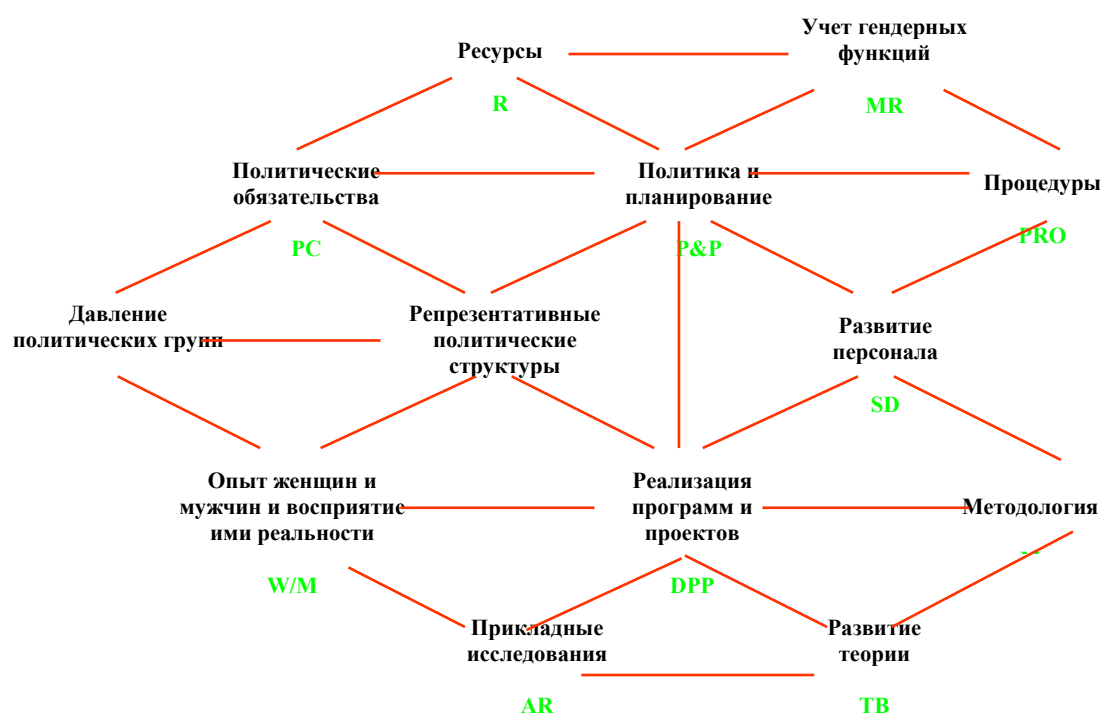 Учет гендерных
функций
Ресурсы
R
MR
Политические
обязательства
Политика и
планирование
Процедуры
PC
P&P
PRO
Давление
политических групп
Репрезентативные
политические
структуры
Развитие
персонала
SD
Опыт женщин и
мужчин и восприятие
ими реальности
Реализация
программ и
проектов
Методология
W/M
DPP
Прикладные
исследования
Развитие
теории
AR
TB